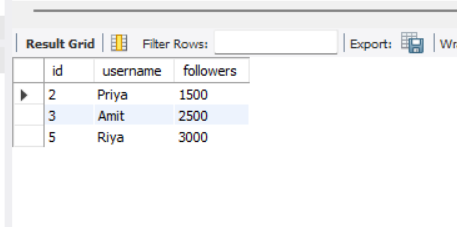 Result Grid Filter Rows: Export: Wr
id username followers
2 Priya 1500
3 Amit 2500
5 Riya 3000